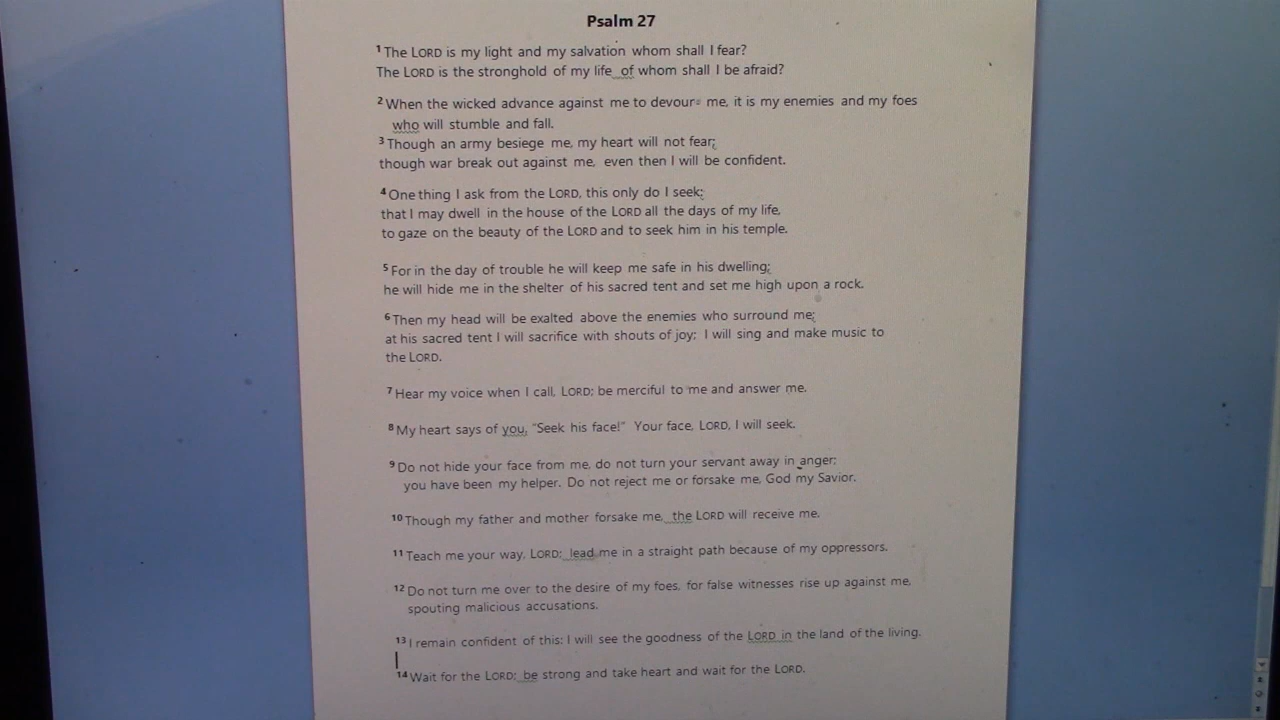 Psalm 27
1 The LORD is my light and my salvation whom shall I fear?
The LORD is the stronghold of my life of whom shall I be afraid?
2 When the wicked advance against me to devour me, it is my enemies and my foes
who will stumble and fall.
3 Though an army besiege me, my heart will not fear;
though war break out against me, even then I will be confident.
4 One thing I ask from the LORD, this only do I seek;
that I may dwell in the house of the LORD all the days of my life,
to gaze on the beauty of the LORD and to seek him in his temple.
5 For in the day of trouble he will keep me safe in his dwelling;
he will hide me in the shelter of his sacred tent and set me high upon a rock.
6 Then my head will be exalted above the enemies who surround me;
at his sacred tent I will sacrifice with shouts of joy; I will sing and make music to
the LORD.
7 Hear my voice when I call, LORD; be merciful to me and answer me.
8 My heart says of you, "Seek his face!" Your face, LORD, I will seek.
9 Do not hide your face from me, do not turn your servant away in anger;
you have been my helper. Do not reject me or forsake me, God my Savior.
10 Though my father and mother forsake me, the LORD will receive me.
11 Teach me your way, LORD; lead me in a straight path because of my oppressors.
12 Do not turn me over to the desire of my foes, for false witnesses rise up against me,
spouting malicious accusations.
13 I remain confident of this: I will see the goodness of the LORD in the land of the living.
14 Wait for the LORD; be strong and take heart and wait for the LORD.